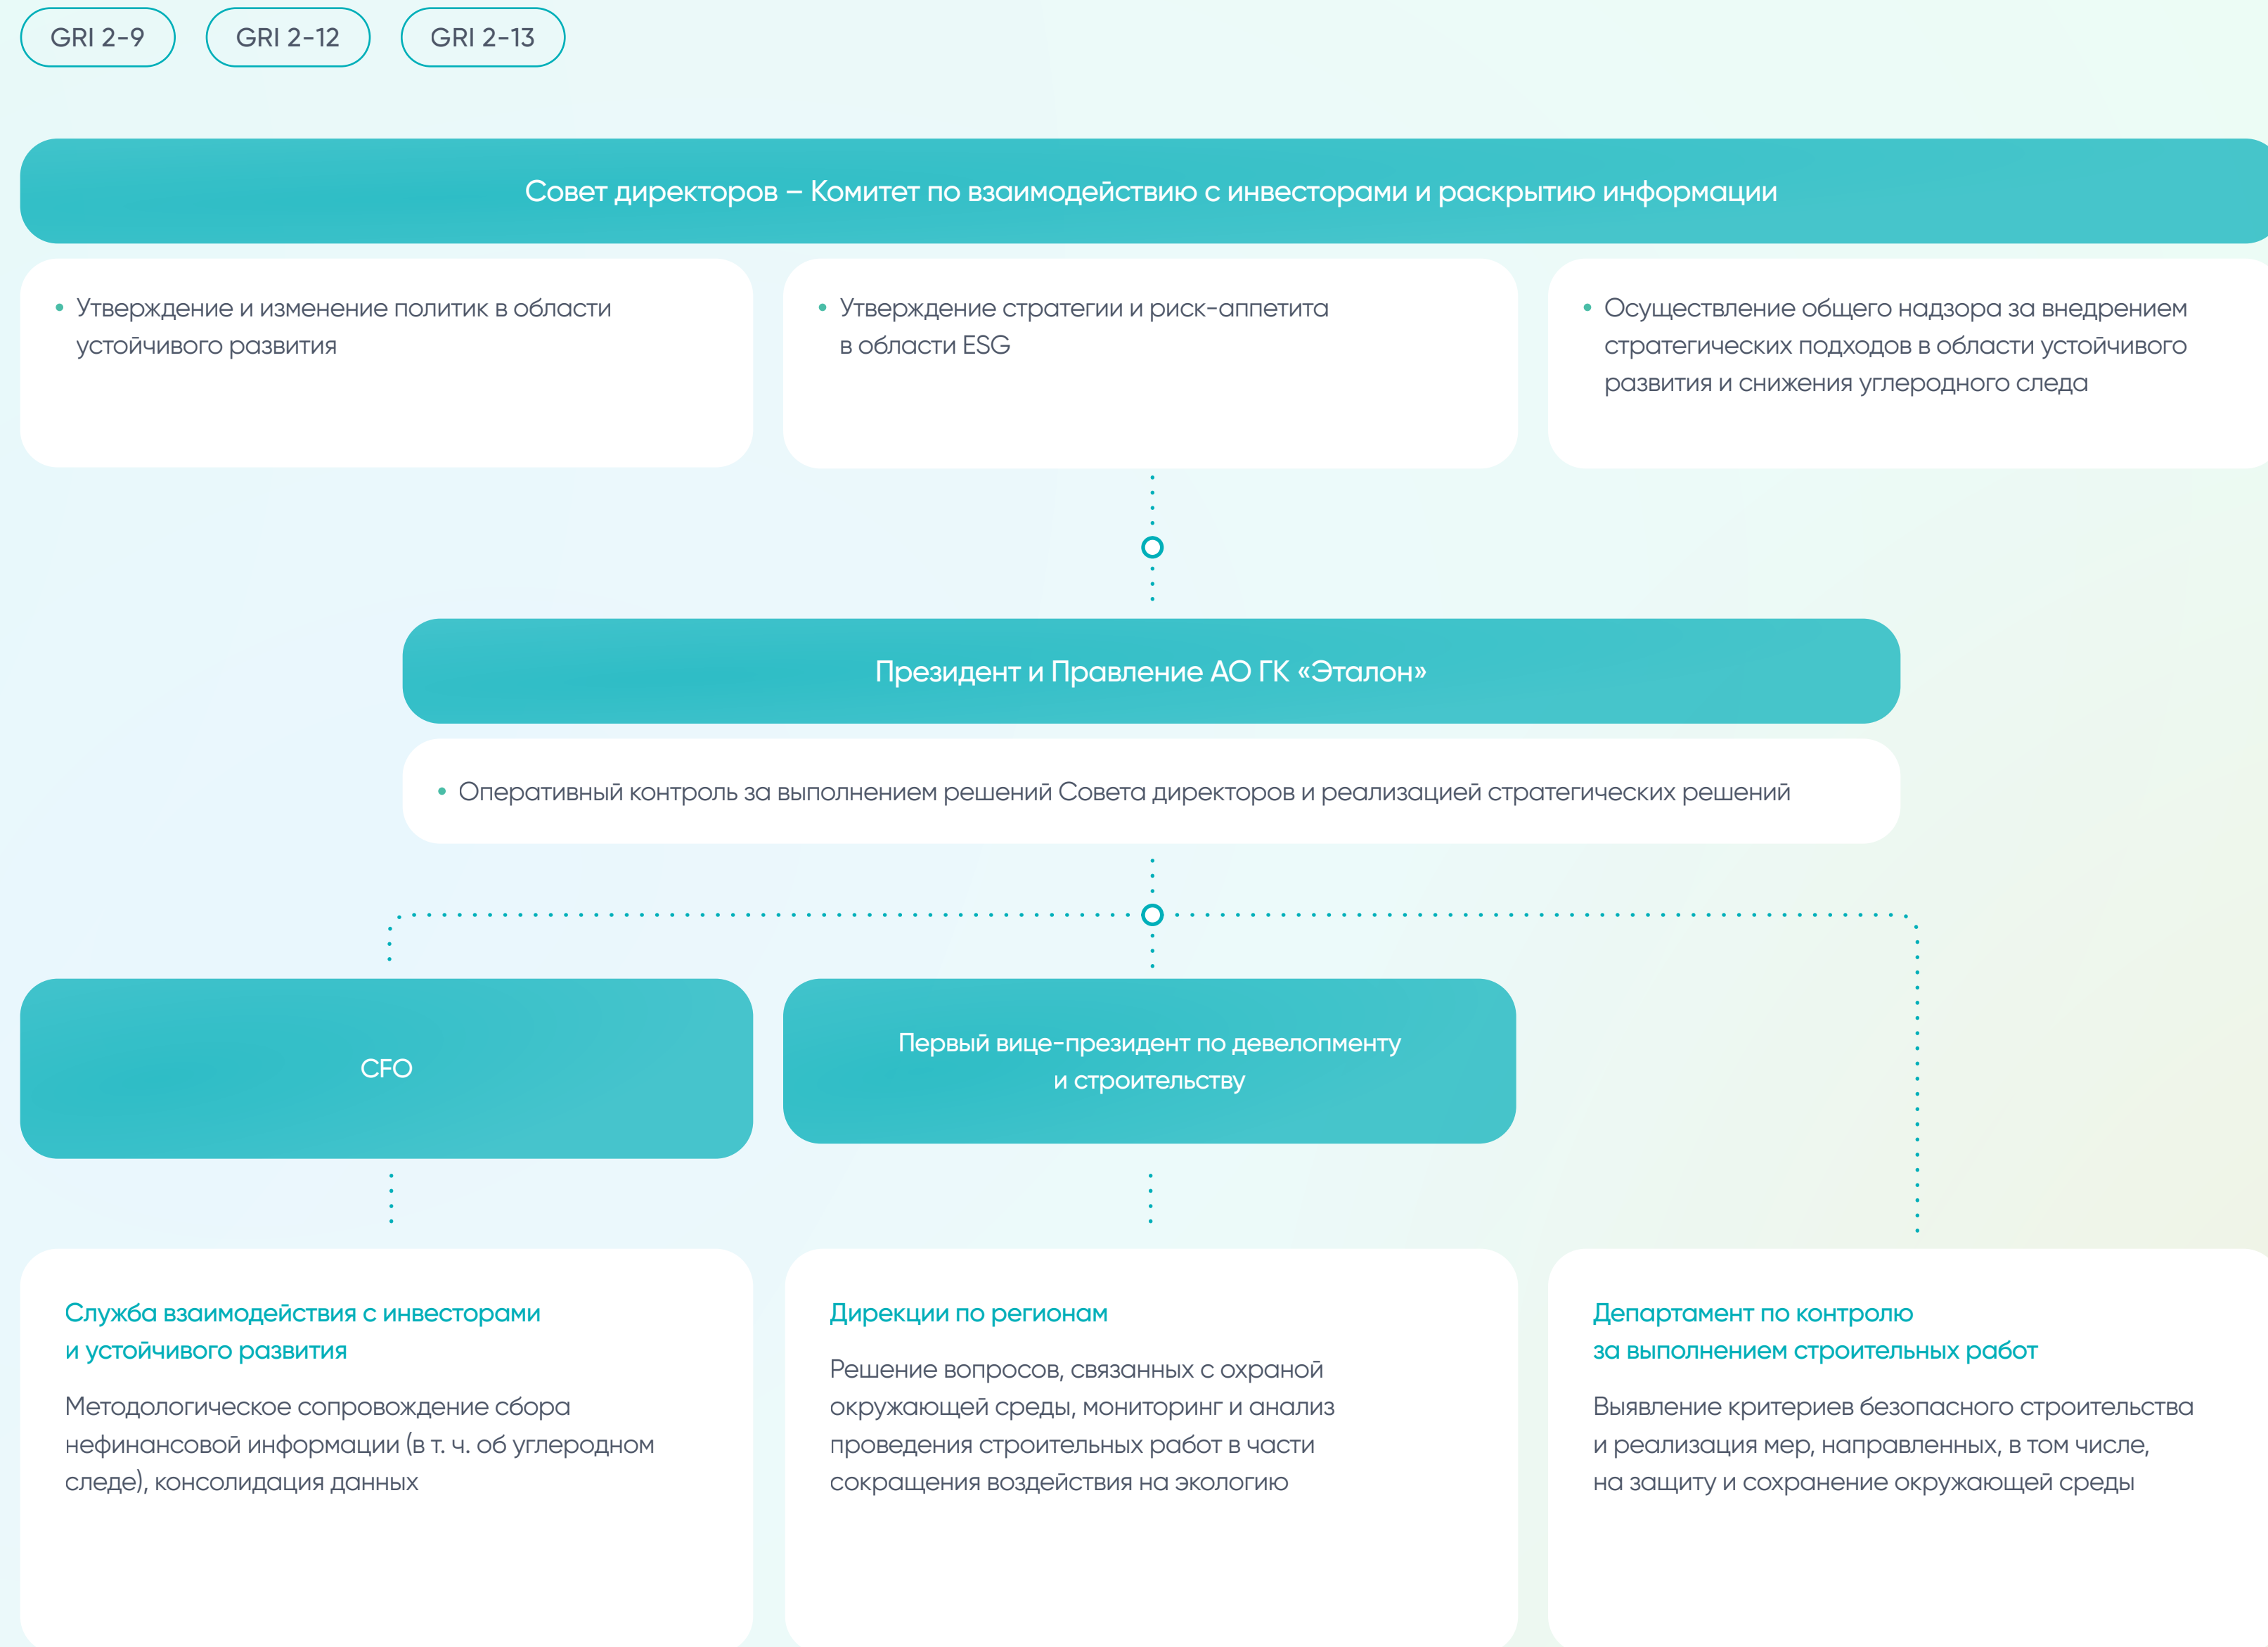 GRI 2-9
GRI 2-12
GRI 2-13
Совет директоров – Комитет по взаимодействию с инвесторами и раскрытию информации
• Утверждение и изменение политик в области
устойчивого развития
• Утверждение стратегии и риск-аппетита
в области ESG
• Осуществление общего надзора за внедрением
стратегических подходов в области устойчивого
развития и снижения углеродного следа
Президент и Правление АО ГК «Эталон»
• Оперативный контроль за выполнением решений Совета директоров и реализацией стратегических решений
CFO
Первый вице-президент по девелопменту
и строительству
Служба взаимодействия с инвесторами
и устойчивого развития
Методологическое сопровождение сбора
нефинансовой информации (в т. ч. об углеродном
следе), консолидация данных
Дирекции по регионам
Решение вопросов, связанных с охраной
окружающей среды, мониторинг и анализ
проведения строительных работ в части
сокращения воздействия на экологию
Департамент по контролю
за выполнением строительных работ
Выявление критериев безопасного строительства
и реализация мер, направленных, в том числе,
на защиту и сохранение окружающей среды